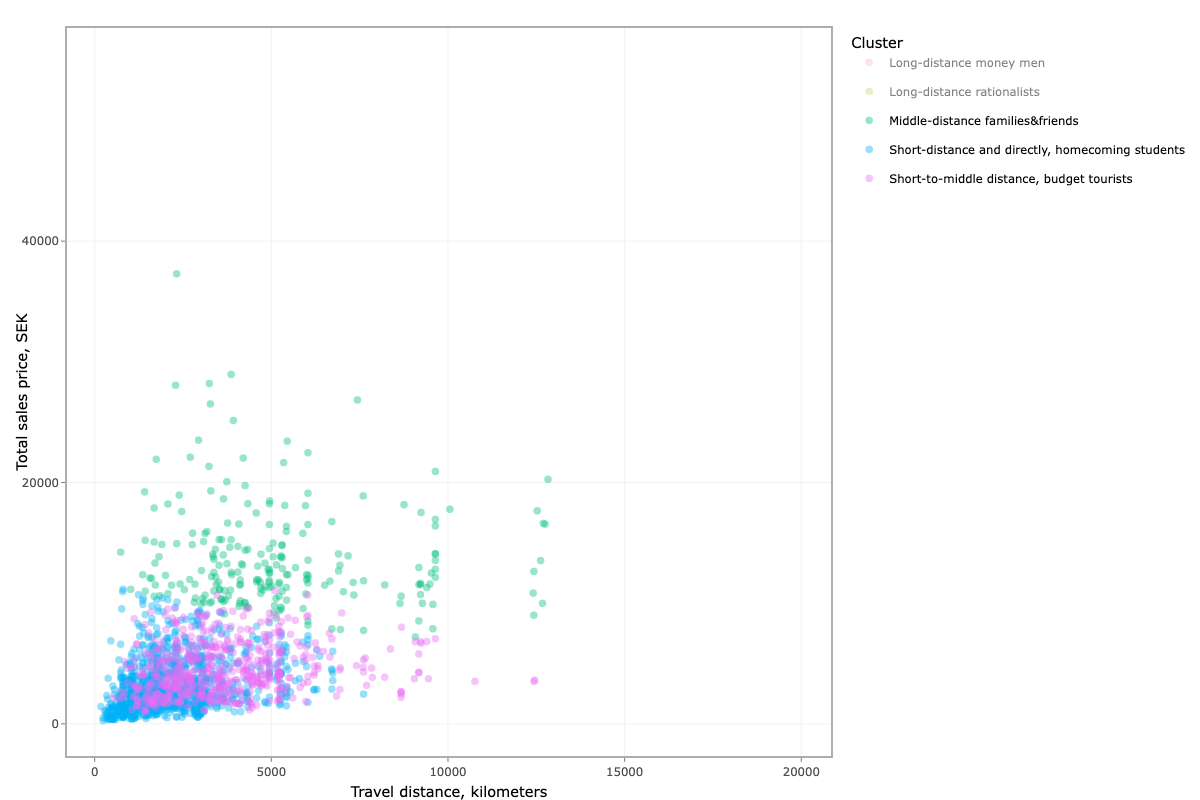 Cluster
Long-distance money men
Long-distance rationalists
Middle-distance families&friends
Short-distance and directly, homecoming students
Short-to-middle distance, budget tourists
Total sales price, SEK
40000
20000
0
0 5000 10000 15000 20000
Travel distance, kilometers